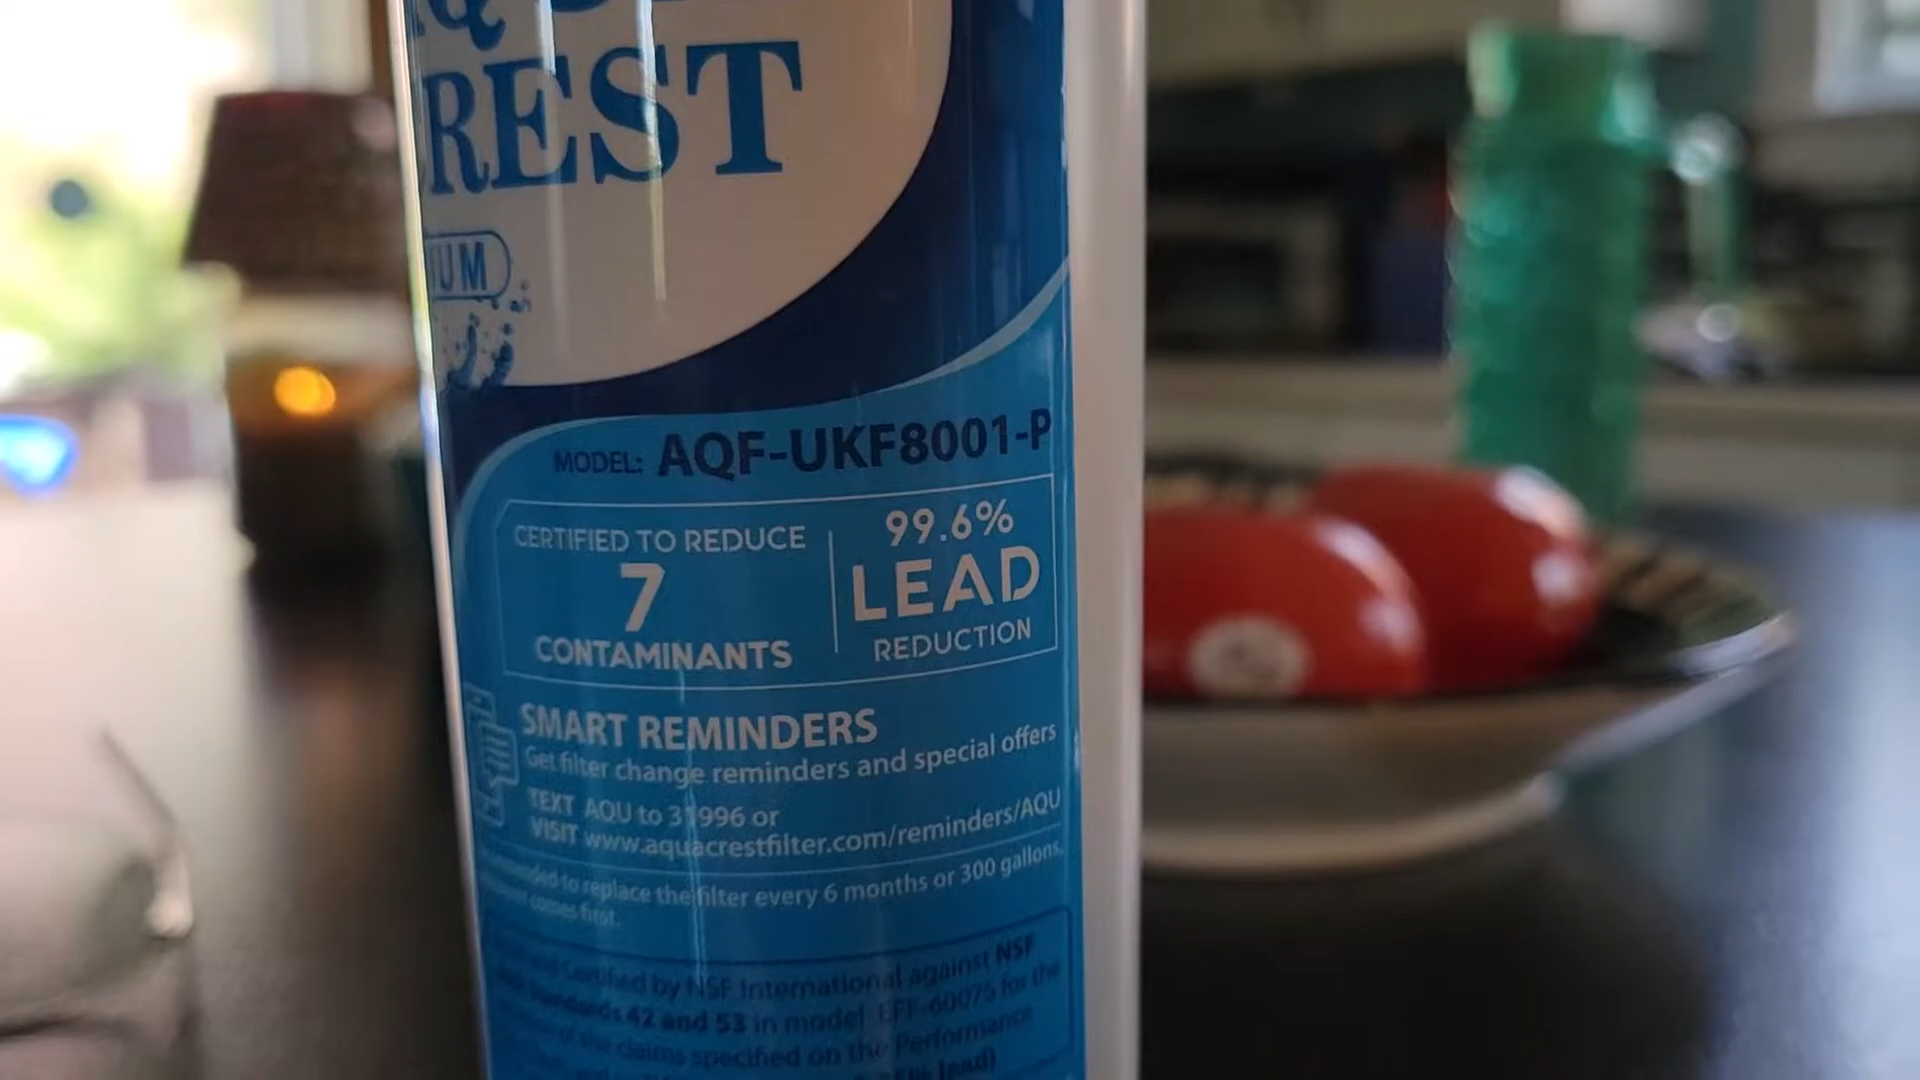 REST
UM
MODEL: AQF-UKF8001-P
CERTIFIED TO REDUCE
7
CONTAMINANTS
99.6%
LEAD
REDUCTION
SMART REMINDERS
Get filter change reminders and special offers
TEXT AQU to 31996 or
VISIT www.aquacrestfilter.com/reminders/AQU
to replace the filter every 6 months or 300 gallons,
comes first.
Certified by NSF International against NSF
Standards 42 and 53 in model EFF-6007S for the
the claims specified on the Performance
lead)